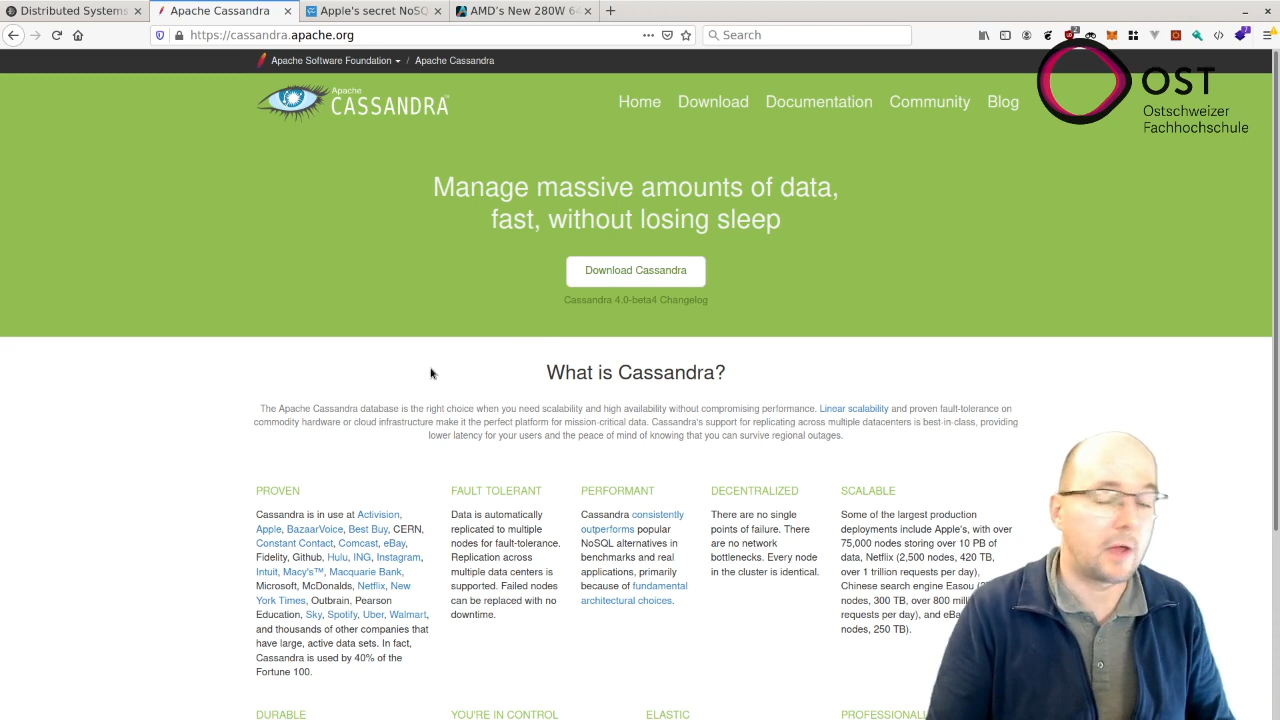 Distributed Systems
Apache Cassandra
Apple's secret NoSQ
AMD's New 280W 64
https://cassandra.apache.org
Search
Apache Software Foundation / Apache Cassandra
Apache
CASSANDRA
Home Download Documentation Community Blog
OST
Ostschweizer
Fachhochschule
Manage massive amounts of data,
fast, without losing sleep
Download Cassandra
Cassandra 4.0-beta4 Changelog
What is Cassandra?
The Apache Cassandra database is the right choice when you need scalability and high availability without compromising performance. Linear scalability and proven fault-tolerance on
commodity hardware or cloud infrastructure make it the perfect platform for mission-critical data. Cassandra's support for replicating across multiple datacenters is best-in-class, providing
lower latency for your users and the peace of mind of knowing that you can survive regional outages.
PROVEN
Cassandra is in use at Activision,
Apple, BazaarVoice, Best Buy, CERN,
Constant Contact, Comcast, eBay,
Fidelity, Github, Hulu, ING, Instagram,
Intuit, Macy's™, Macquarie Bank,
Microsoft, McDonalds, Netflix, New
York Times, Outbrain, Pearson
Education, Sky, Spotify, Uber, Walmart,
and thousands of other companies that
have large, active data sets. In fact,
Cassandra is used by 40% of the
Fortune 100.
FAULT TOLERANT
Data is automatically
replicated to multiple
nodes for fault-tolerance.
Replication across
multiple data centers is
supported. Failed nodes
can be replaced with no
downtime.
PERFORMANT
Cassandra consistently
outperforms popular
NoSQL alternatives in
benchmarks and real
applications, primarily
because of fundamental
architectural choices.
DECENTRALIZED
There are no single
points of failure. There
are no network
bottlenecks. Every node
in the cluster is identical.
SCALABLE
Some of the largest production
deployments include Apple's, with over
75,000 nodes storing over 10 PB of
data, Netflix (2,500 nodes, 420 TB,
over 1 trillion requests per day),
Chinese search engine Easou
nodes, 300 TB, over 800
requests per day), and
nodes, 250 TB).
DURABLE
YOU'RE IN CONTROL
ELASTIC